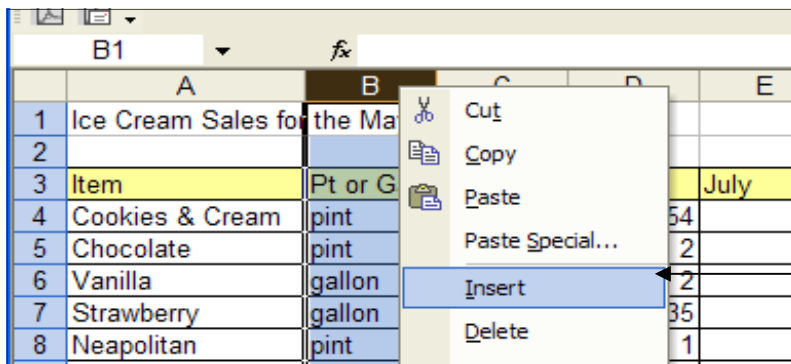 B1 fx
A B C D E
1 Ice Cream Sales for the Ma
2
3 Item Pt or G July
4 Cookies & Cream pint 54
5 Chocolate pint 2
6 Vanilla gallon 2
7 Strawberry gallon 35
8 Neapolitan pint 1
Cut
Copy
Paste
Paste Special...
Insert
Delete